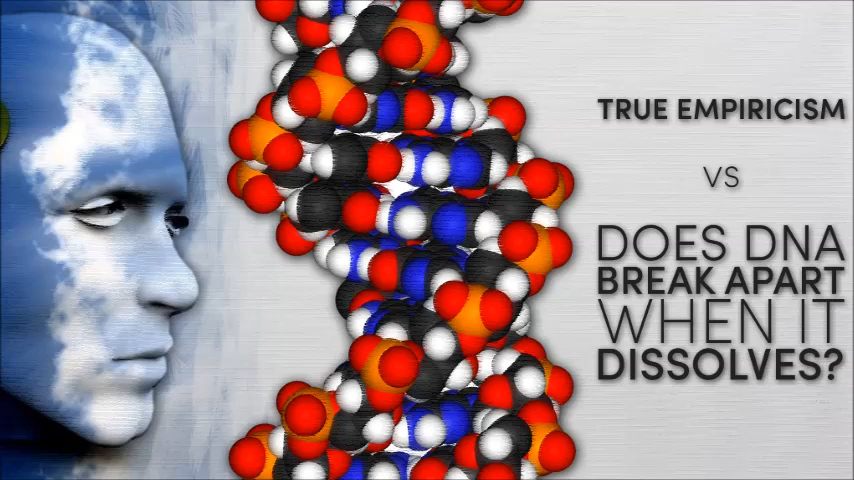 TRUE EMPIRICISM
VS
DOES DNA
BREAK APART
WHEN IT
DISSOLVES?